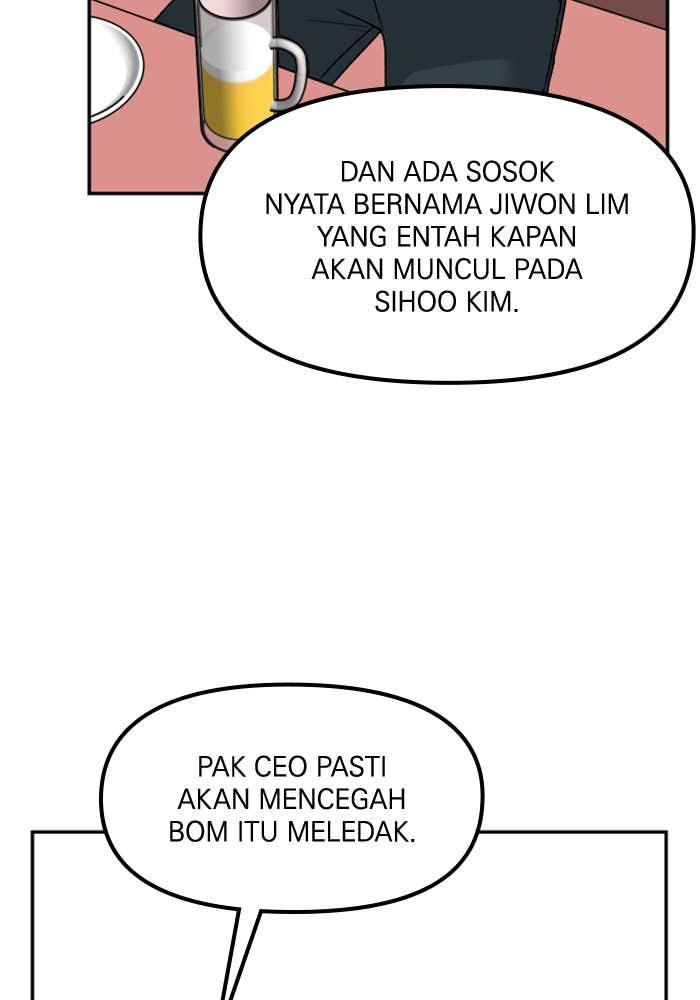 DAN ADA SOSOK
NYATA BERNAMA JIWON LIM
YANG ENTAH KAPAN
AKAN MUNCUL PADA
SIHOO KIM.
PAK CEO PASTI
AKAN MENCEGAH
BOM ITU MELEDAK.